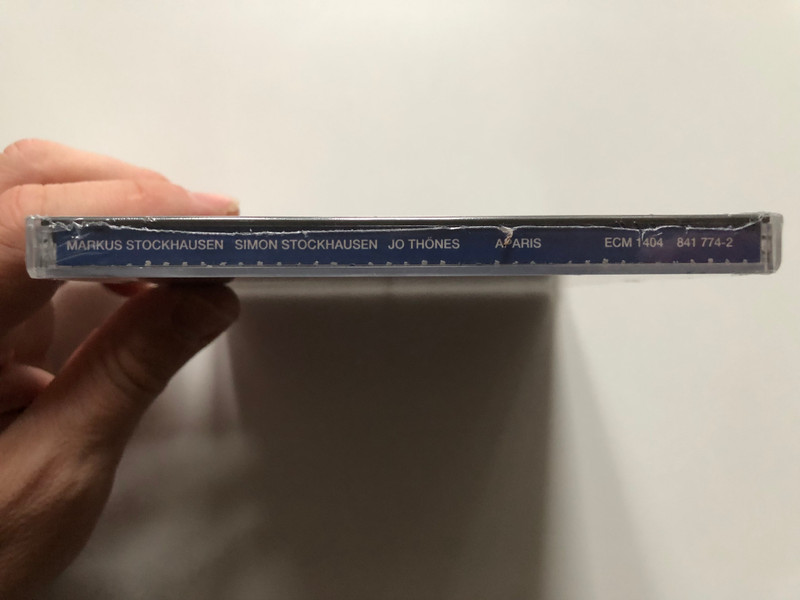 MARKUS STOCKHAUSEN SIMON STOCKHAUSEN JO THÖNES APARIS ECM 1404 841 774-2